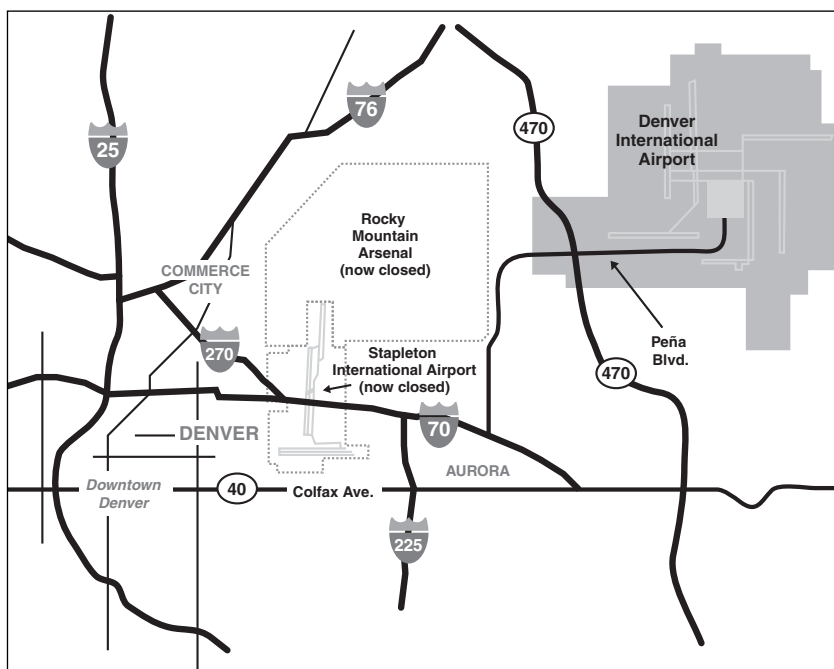 76
25
470
Denver
International
Airport
Rocky
Mountain
Arsenal
(now closed)
COMMERCE
CITY
Peña
Blvd.
270
Stapleton
International Airport
(now closed)
470
70
DENVER
AURORA
Downtown
Denver
40
Colfax Ave.
225